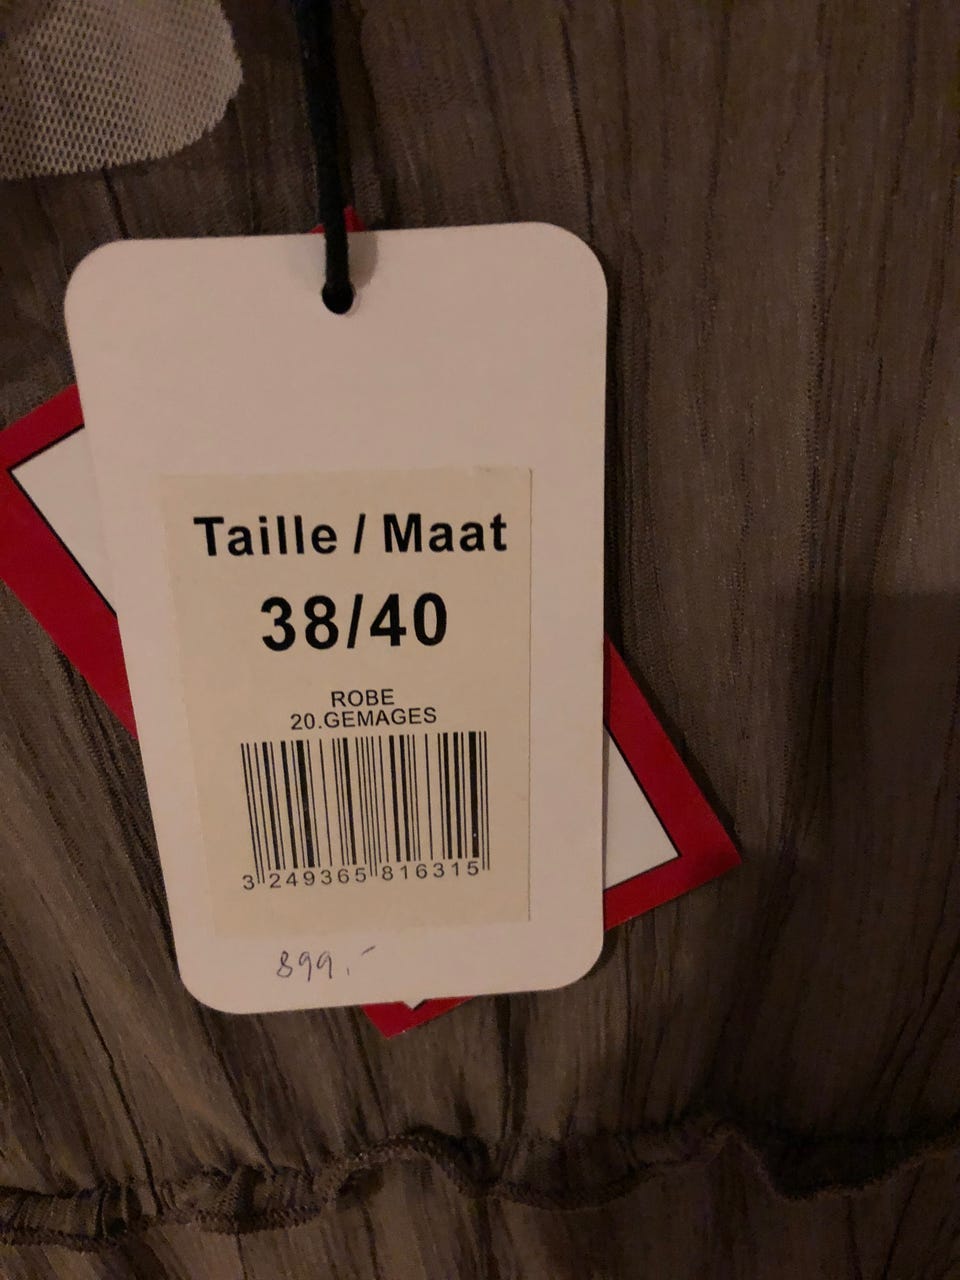 Taille / Maat
38/40
ROBE
20.GEMAGES
3 249365 816315
899.-